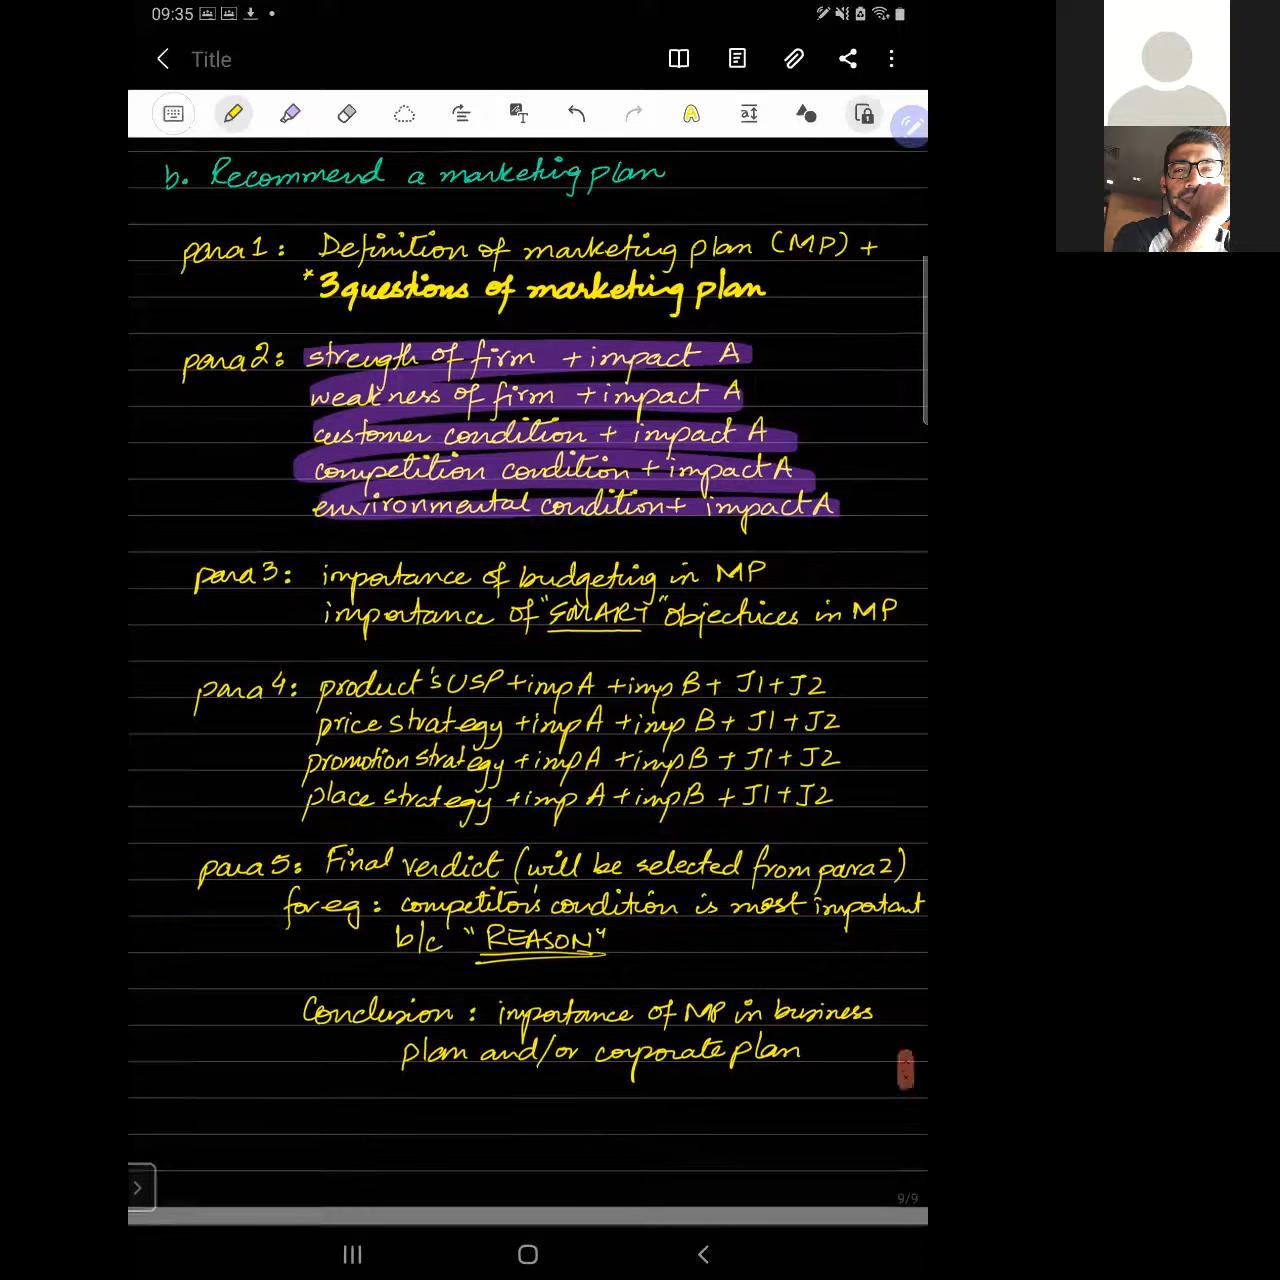 09:35
Title
b. Recommend a marketing plan
para 1: Definition of marketing plan (MP) +
* 3 questions of marketing plan
para 2: strength of firm + impact A
weakness of firm + impact A
customer condition + impact A
competition condition + impact A
environmental condition + impact A
para 3: importance of budgeting in MP
importance of "SMART" objectives in MP
para 4: product's USP + imp A + imp B + J1 + J2
price strategy + imp A + imp B + J1 + J2
promotion strategy + imp A + imp B + J1 + J2
place strategy + imp A + imp B + J1 + J2
para 5: Final verdict (will be selected from para 2)
for eg: competitor's condition is most important
b/c "REASON"
Conclusion: importance of MP in business
plan and/or corporate plan
9/9